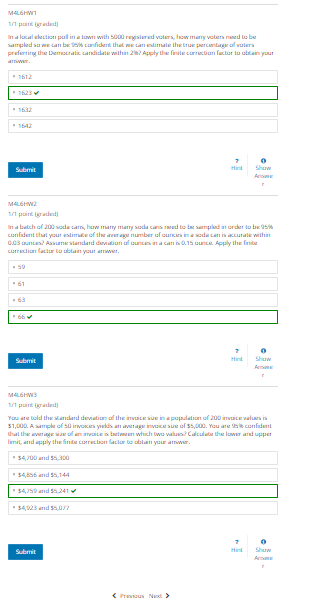 M4L6HW1
1/1 point (graded)
In a local election poll in a town with 5000 registered voters, how many voters need to be
sampled so we can be 95% confident that we can estimate the true percentage of voters
preferring the Democratic candidate within 2%? Apply the finite correction factor to obtain your
answer.
1612
1623 ✔
1632
1642
Submit
?
Hint
Show
Answe
r
M4L6HW2
1/1 point (graded)
In a batch of 200 soda cans, how many many soda cans need to be sampled in order to be 95%
confident that your estimate of the average number of ounces in a soda can is accurate within
0.03 ounces? Assume standard deviation of ounces in a can is 0.15 ounce. Apply the finite
correction factor to obtain your answer.
59
61
63
66 ✔
Submit
?
Hint
Show
Answe
r
M4L6HW3
1/1 point (graded)
You are told the standard deviation of the invoice size in a population of 200 invoice values is
$1,000. A sample of 50 invoices yields an average invoice size of $5,000. You are 95% confident
that the average size of an invoice is between which two values? Calculate the lower and upper
limit, and apply the finite correction factor to obtain your answer.
$4,700 and $5,300
$4,856 and $5,144
$4,759 and $5,241 ✔
$4,923 and $5,077
Submit
?
Hint
Show
Answe
r
Previous Next